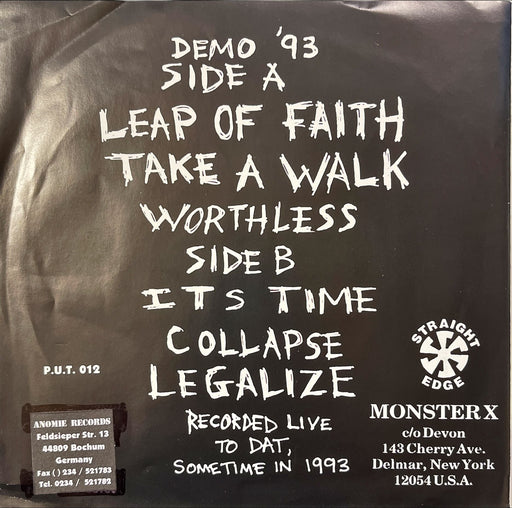 DEMO '93
SIDE A
LEAP OF FAITH
TAKE A WALK
WORTHLESS
SIDE B
ITS TIME
COLLAPSE
LEGALIZE
RECORDED LIVE
TO DAT,
SOMETIME IN 1993
P.U.T. 012
ANOMIE RECORDS
Feldsieper Str. 13
44809 Bochum
Germany
Fax ( ) 234 / 521783
Tel. 0234 / 521782
STRAIGHT
EDGE
MONSTER X
c/o Devon
143 Cherry Ave.
Delmar, New York
12054 U.S.A.